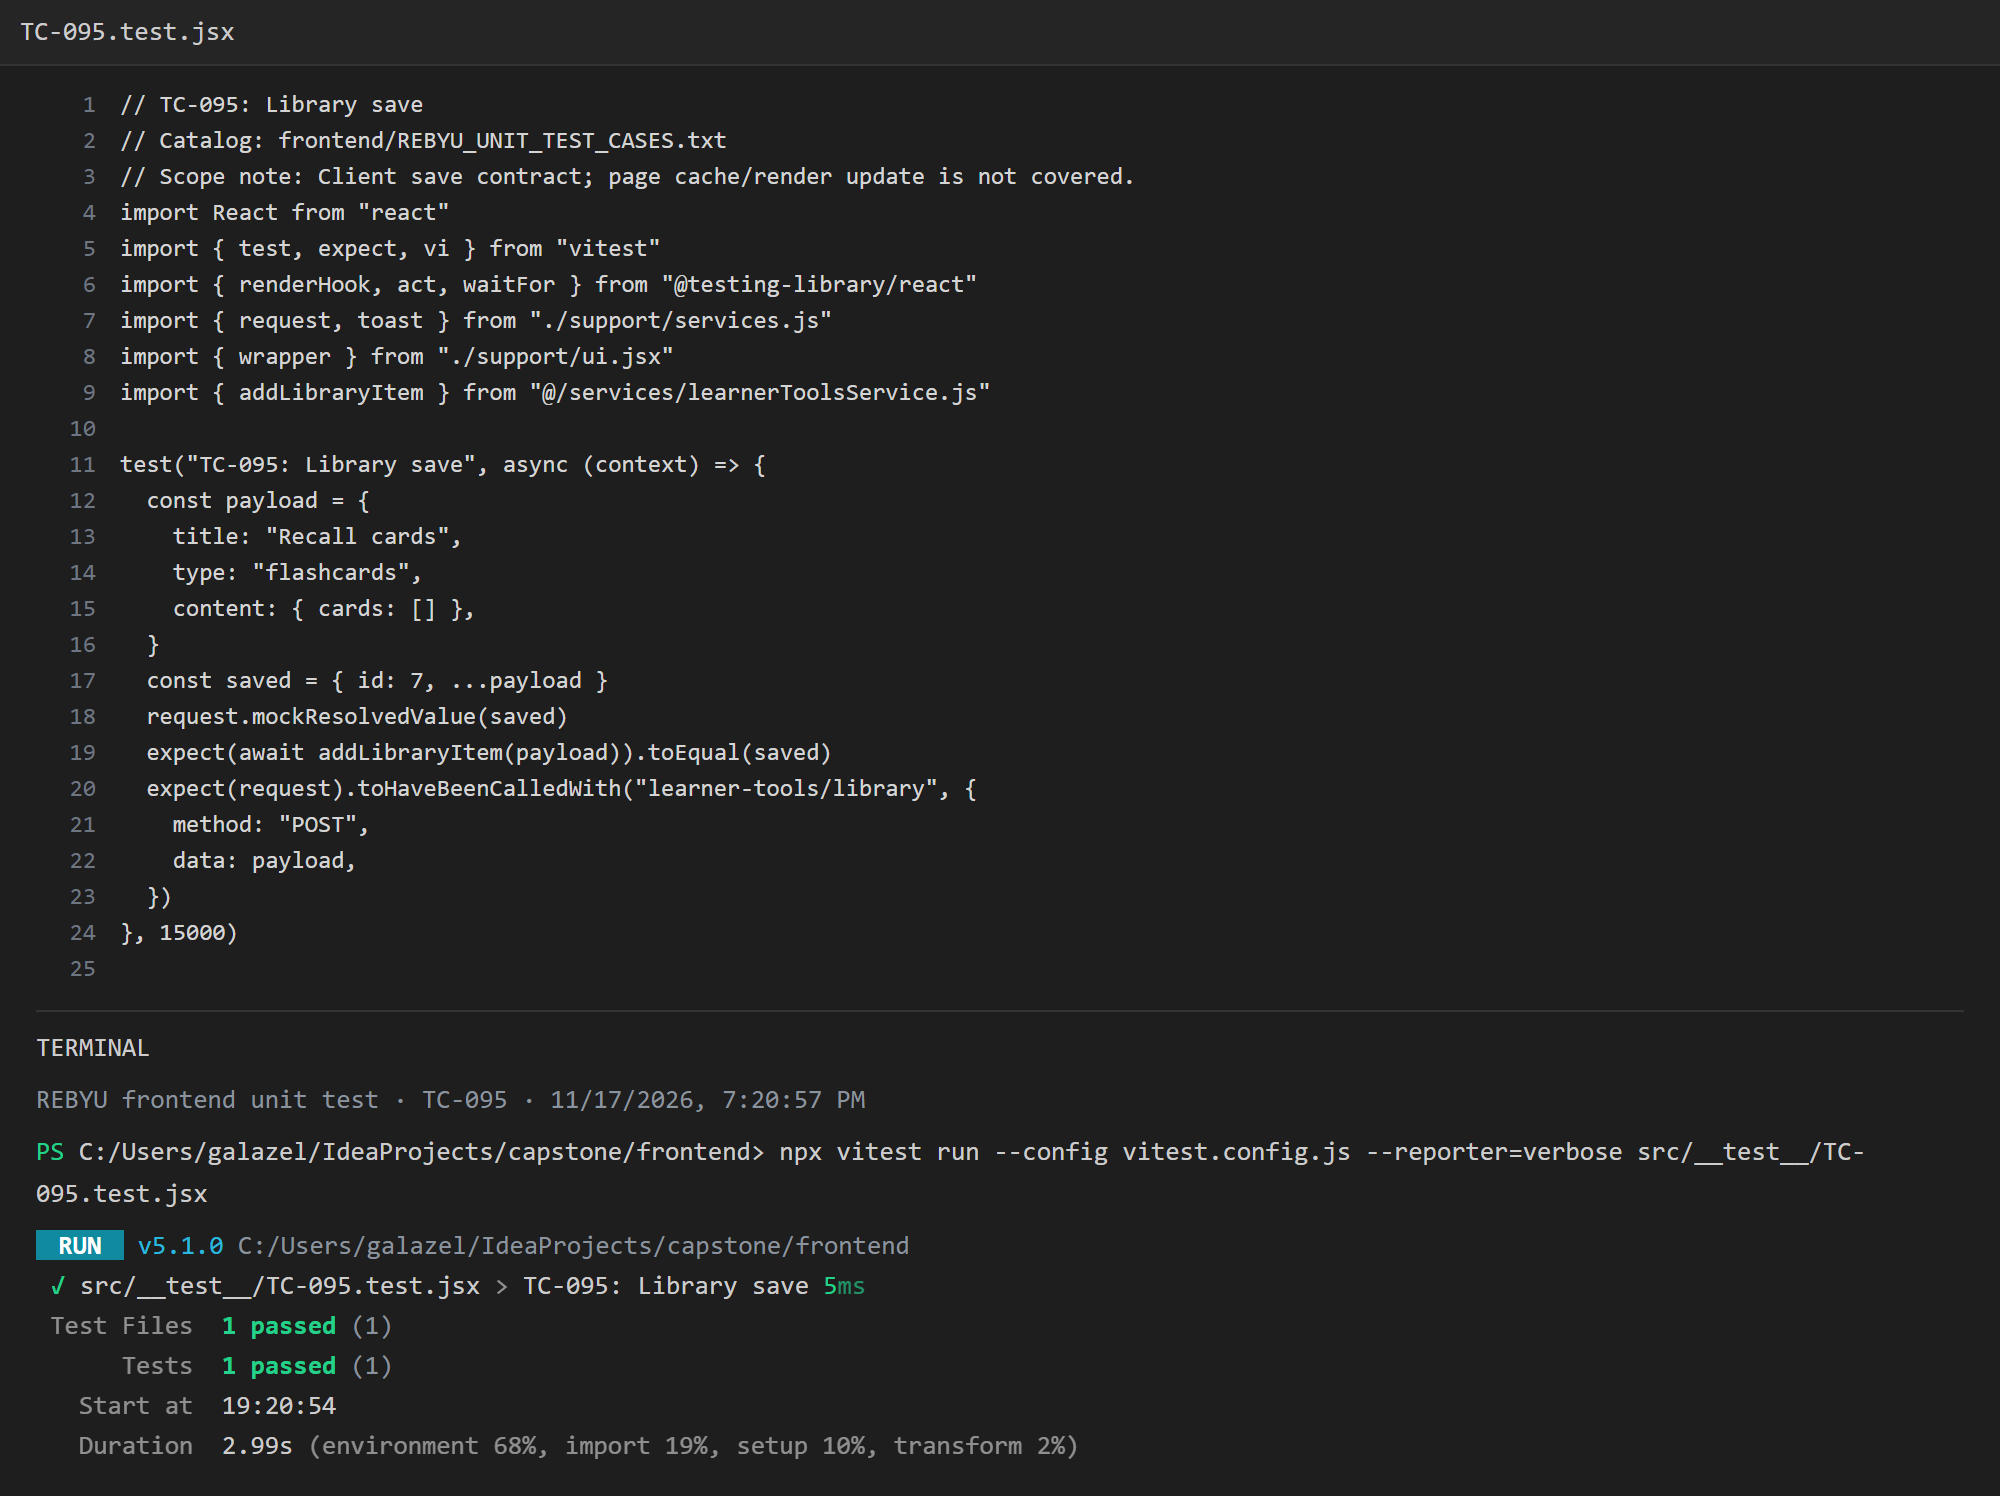 TC-095.test.jsx
1 // TC-095: Library save
2 // Catalog: frontend/REBYU_UNIT_TEST_CASES.txt
3 // Scope note: Client save contract; page cache/render update is not covered.
4 import React from "react"
5 import { test, expect, vi } from "vitest"
6 import { renderHook, act, waitFor } from "@testing-library/react"
7 import { request, toast } from "./support/services.js"
8 import { wrapper } from "./support/ui.jsx"
9 import { addLibraryItem } from "@/services/learnerToolsService.js"
10
11 test("TC-095: Library save", async (context) => {
12   const payload = {
13     title: "Recall cards",
14     type: "flashcards",
15     content: { cards: [] },
16   }
17   const saved = { id: 7, ...payload }
18   request.mockResolvedValue(saved)
19   expect(await addLibraryItem(payload)).toEqual(saved)
20   expect(request).toHaveBeenCalledWith("learner-tools/library", {
21     method: "POST",
22     data: payload,
23   })
24 }, 15000)
25
TERMINAL
REBYU frontend unit test · TC-095 · 11/17/2026, 7:20:57 PM
PS C:/Users/galazel/IdeaProjects/capstone/frontend> npx vitest run --config vitest.config.js --reporter=verbose src/__test__/TC-
095.test.jsx
RUN v5.1.0 C:/Users/galazel/IdeaProjects/capstone/frontend
√ src/__test__/TC-095.test.jsx > TC-095: Library save 5ms
Test Files 1 passed (1)
Tests 1 passed (1)
Start at 19:20:54
Duration 2.99s (environment 68%, import 19%, setup 10%, transform 2%)